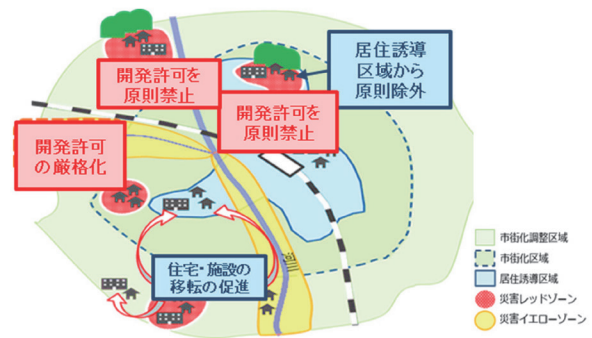 居住誘導
区域から
原則除外
開発許可を
原則禁止
開発許可を
原則禁止
開発許可
の厳格化
住宅・施設の
移転の促進
河川
市街化調整区域
市街化区域
居住誘導区域
災害レッドゾーン
災害イエローゾーン